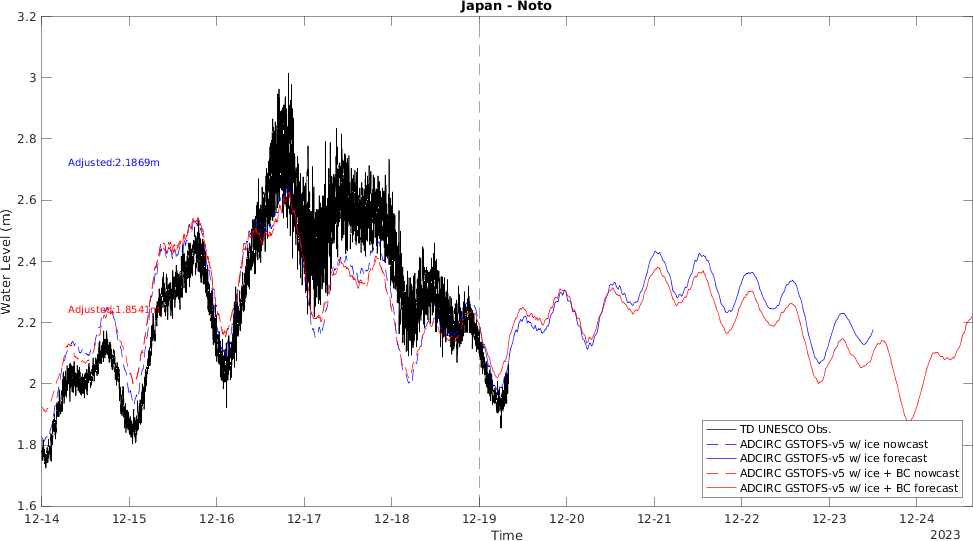 Japan - Noto
3.2
3
2.8
2.6
2.4
2.2
2
1.8
1.6
Water Level (m)
Adjusted:2.1869m
Adjusted:1.8541m
TD UNESCO Obs.
ADCIRC GSTOFS-v5 w/ ice nowcast
ADCIRC GSTOFS-v5 w/ ice forecast
ADCIRC GSTOFS-v5 w/ ice + BC nowcast
ADCIRC GSTOFS-v5 w/ ice + BC forecast
12-14 12-15 12-16 12-17 12-18 12-19 12-20 12-21 12-22 12-23 12-24
Time
2023